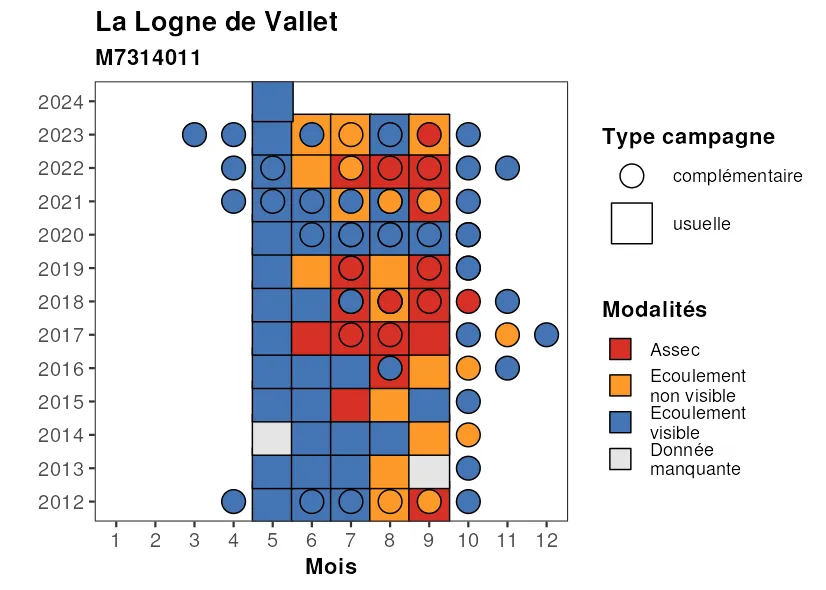 La Logne de Vallet
M7314011
2024
2023
2022
2021
2020
2019
2018
2017
2016
2015
2014
2013
2012
1 2 3 4 5 6 7 8 9 10 11 12
Mois
Type campagne
complémentaire
usuelle
Modalités
Assec
Ecoulement
non visible
Ecoulement
visible
Donnée
manquante